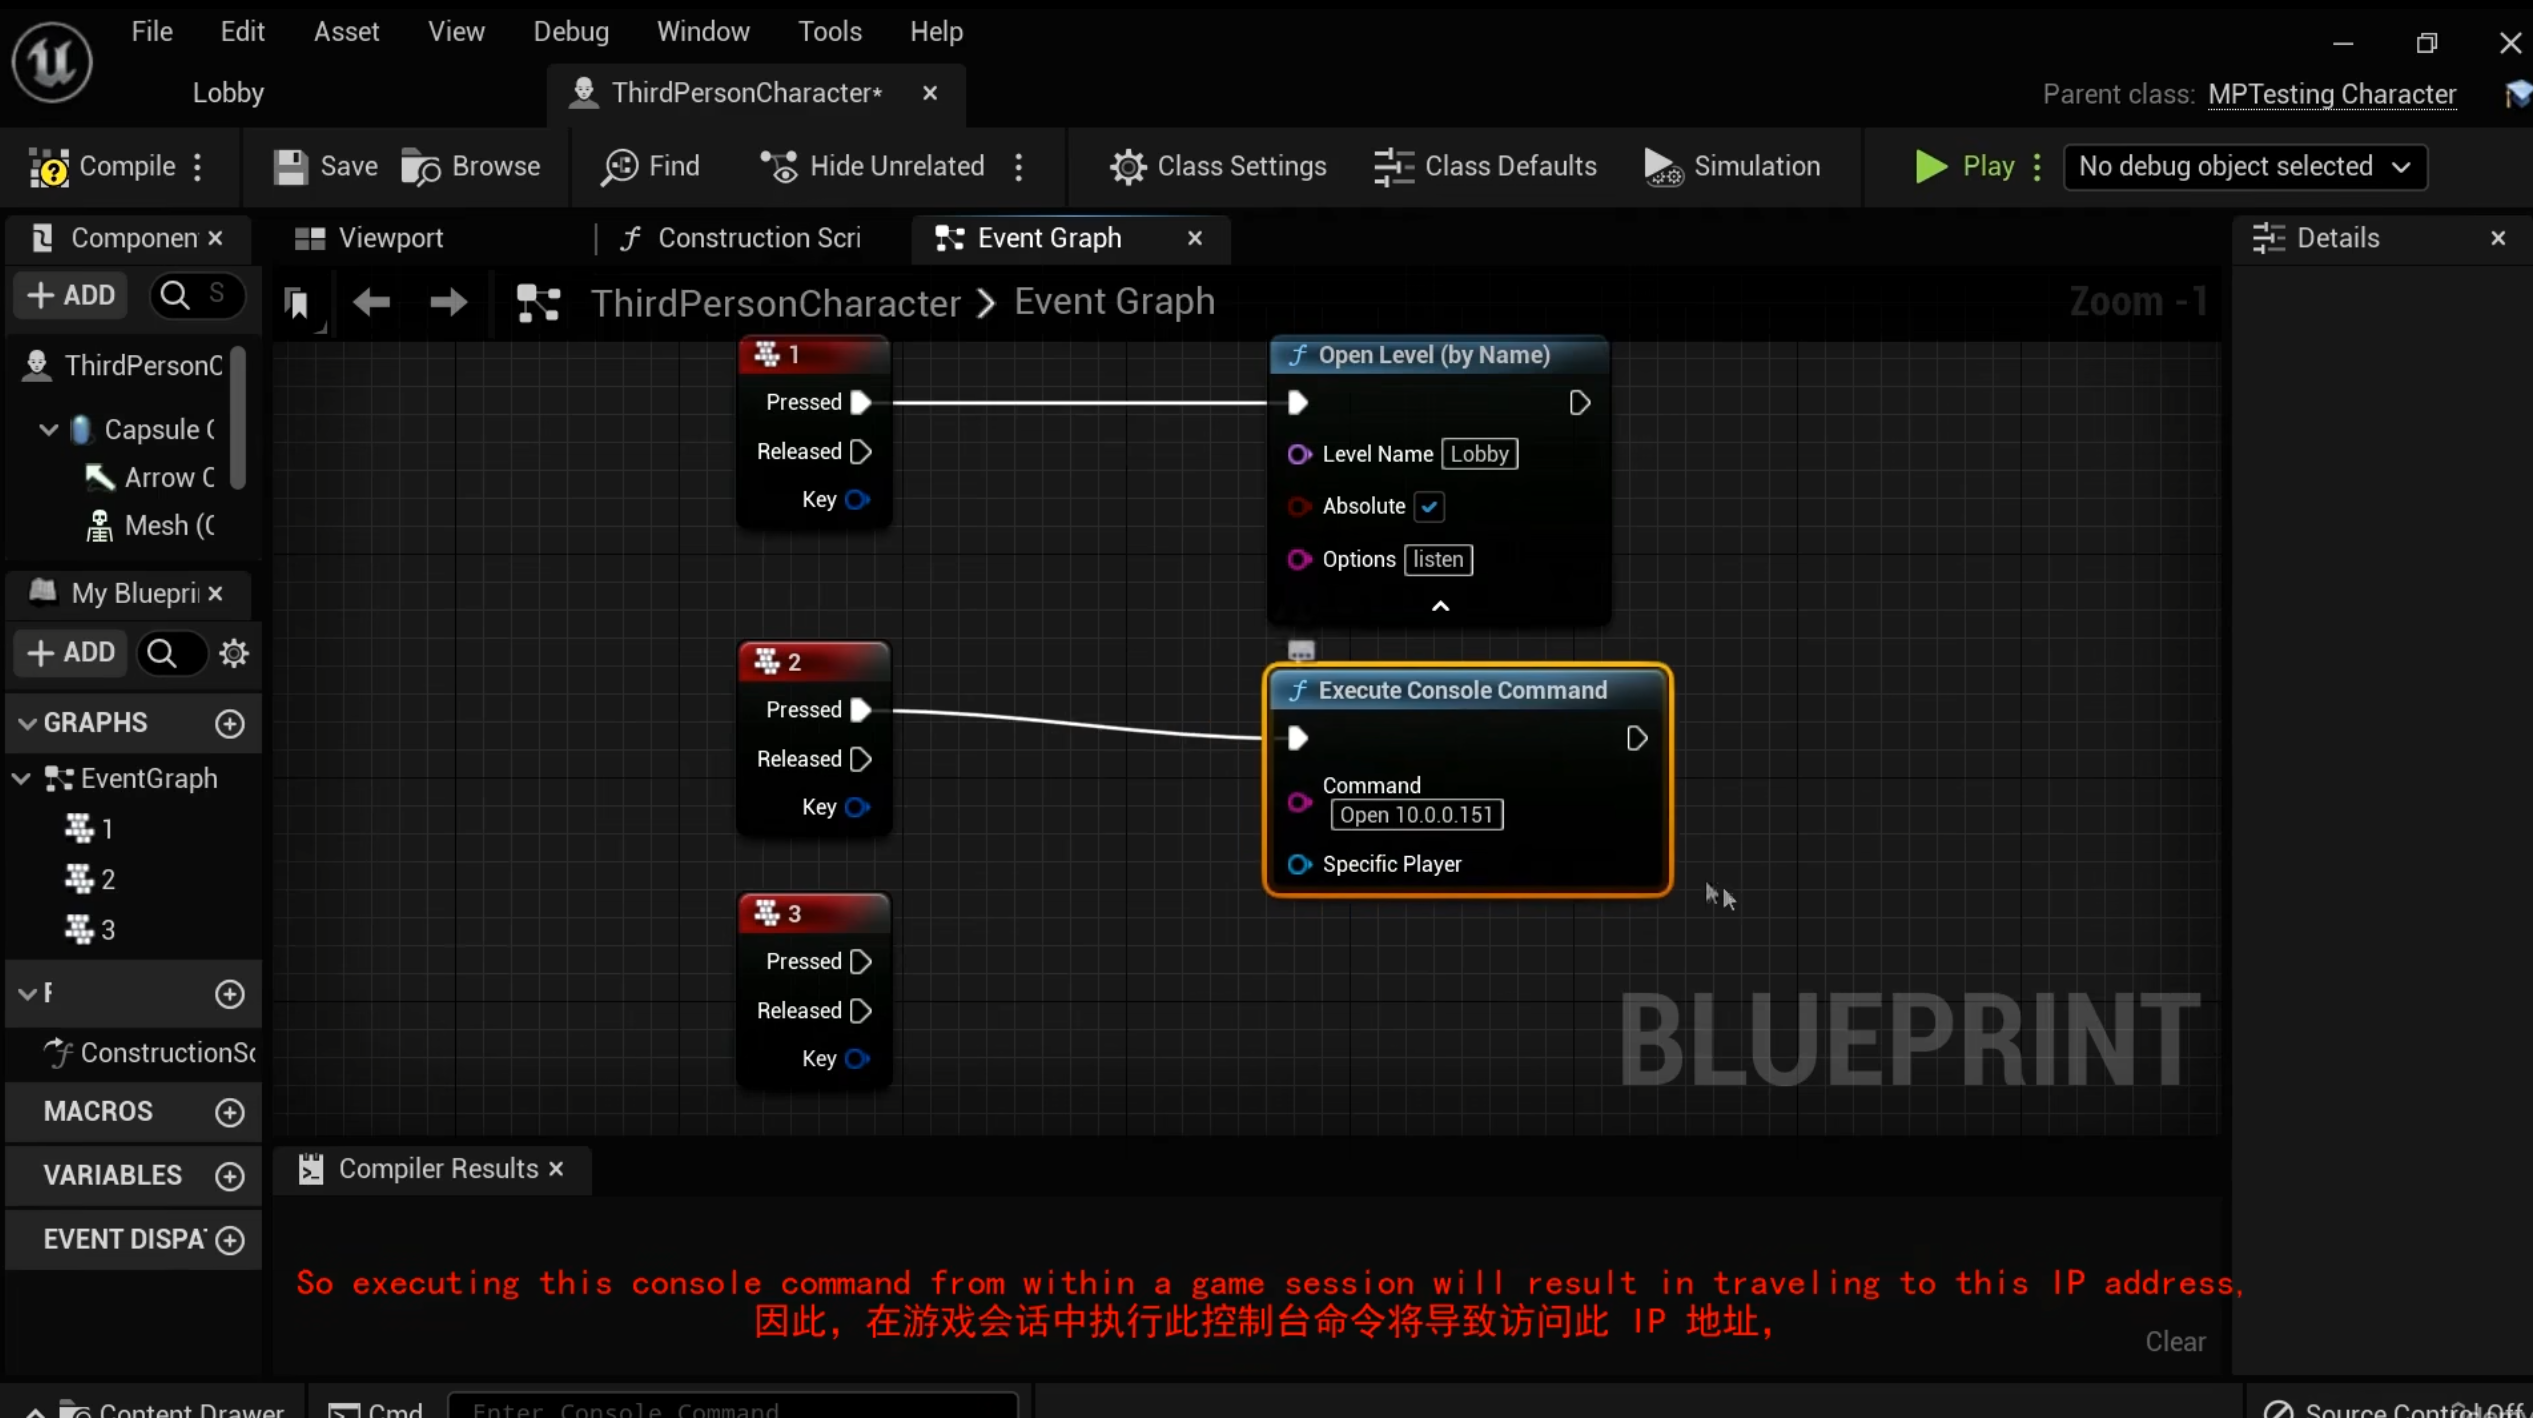 File Edit Asset View Debug Window Tools Help
Lobby ThirdPersonCharacter* Parent class: MPTesting Character
Compile Save Browse Find Hide Unrelated Class Settings Class Defaults Simulation Play No debug object selected
Componen Viewport Construction Scri Event Graph Details
+ ADD S ThirdPersonCharacter > Event Graph Zoom -1
ThirdPersonC
Capsule C
Arrow C
Mesh (C
My Bluepri
+ ADD
GRAPHS
EventGraph
1
2
3
F
ConstructionSc
MACROS
VARIABLES
EVENT DISPAT
1
Pressed
Released
Key
Open Level (by Name)
Level Name Lobby
Absolute
Options listen
2
Pressed
Released
Key
Execute Console Command
Command
Open 10.0.0.151
Specific Player
3
Pressed
Released
Key
BLUEPRINT
Compiler Results
So executing this console command from within a game session will result in traveling to this IP address,
因此，在游戏会话中执行此控制台命令将导致访问此 IP 地址，
Clear
Content Drawer Cmd Enter Console Command Source Control Off